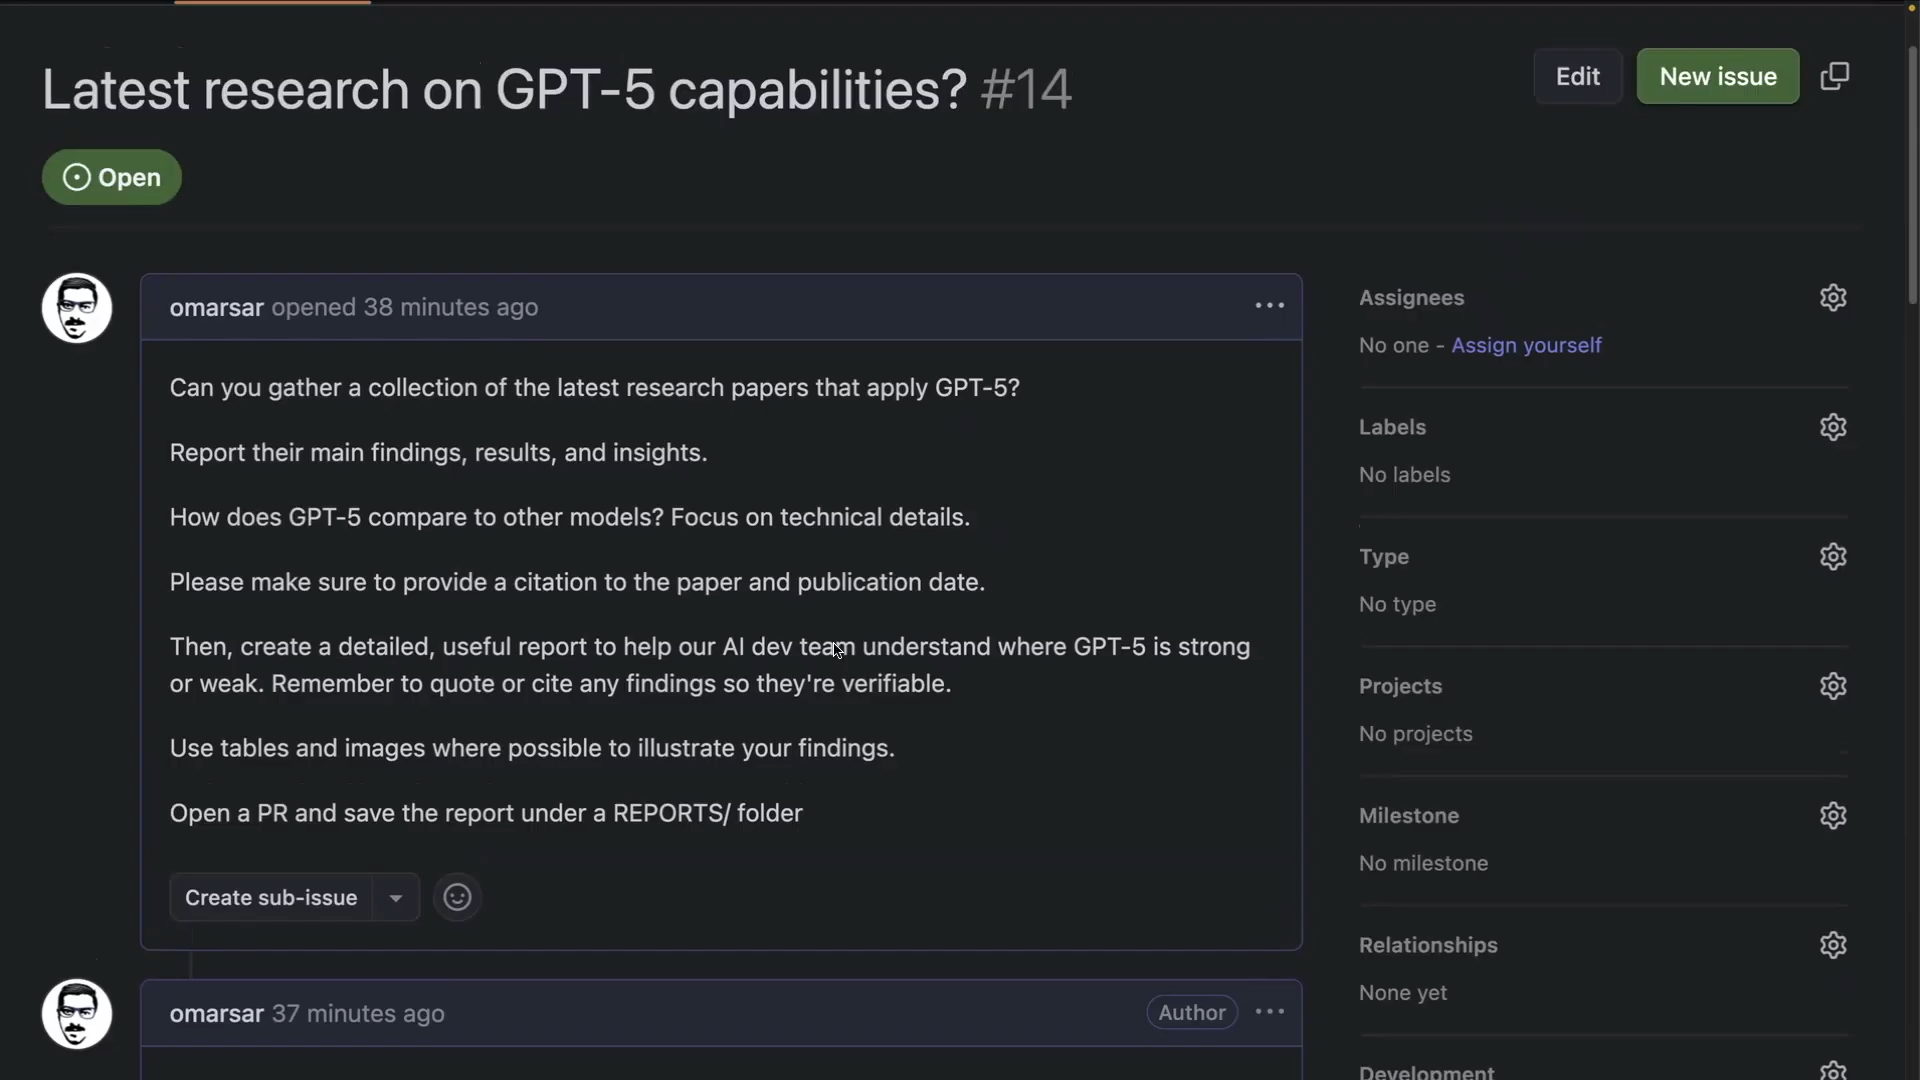 Latest research on GPT-5 capabilities? #14
Edit
New issue
Open
omarsar opened 38 minutes ago
Can you gather a collection of the latest research papers that apply GPT-5?
Report their main findings, results, and insights.
How does GPT-5 compare to other models? Focus on technical details.
Please make sure to provide a citation to the paper and publication date.
Then, create a detailed, useful report to help our AI dev team understand where GPT-5 is strong
or weak. Remember to quote or cite any findings so they're verifiable.
Use tables and images where possible to illustrate your findings.
Open a PR and save the report under a REPORTS/ folder
Create sub-issue
omarsar 37 minutes ago
Author
Assignees
No one - Assign yourself
Labels
No labels
Type
No type
Projects
No projects
Milestone
No milestone
Relationships
None yet
Development